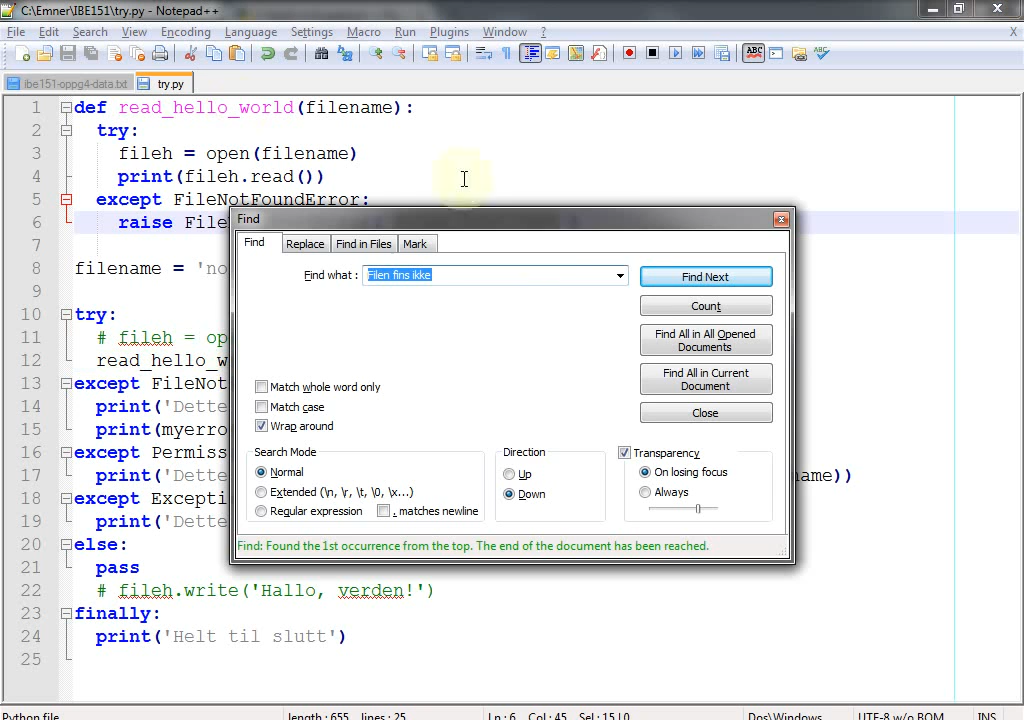 C:\Emner\IBE151\try.py - Notepad++
File Edit Search View Encoding Language Settings Macro Run Plugins Window ? X
ibe151-oppg4-data.txt try.py
1 def read_hello_world(filename):
2 try:
3 fileh = open(filename)
4 print(fileh.read())
5 except FileNotFoundError:
6 raise File
7
8 filename = 'no
9
10 try:
11 # fileh = op
12 read_hello_w
13 except FileNot
14 print('Dette
15 print(myerro
16 except Permiss
17 print('Dette ame))
18 except Excepti
19 print('Dette
20 else:
21 pass
22 # fileh.write('Hallo, verden!')
23 finally:
24 print('Helt til slutt')
25
Find
Find Replace Find in Files Mark
Find what : Filen fins ikke Find Next
Count
Find All in All Opened
Documents
Find All in Current
Document
Close
Match whole word only
Match case
Wrap around
Search Mode
Normal
Extended (\n, \r, \t, \0, \x...)
Regular expression . matches newline
Direction
Up
Down
Transparency
On losing focus
Always
Find: Found the 1st occurrence from the top. The end of the document has been reached.
Python file length : 655 lines : 25 Ln : 6 Col : 45 Sel : 15 | 0 Dos\Windows UTF-8 w/o BOM INS